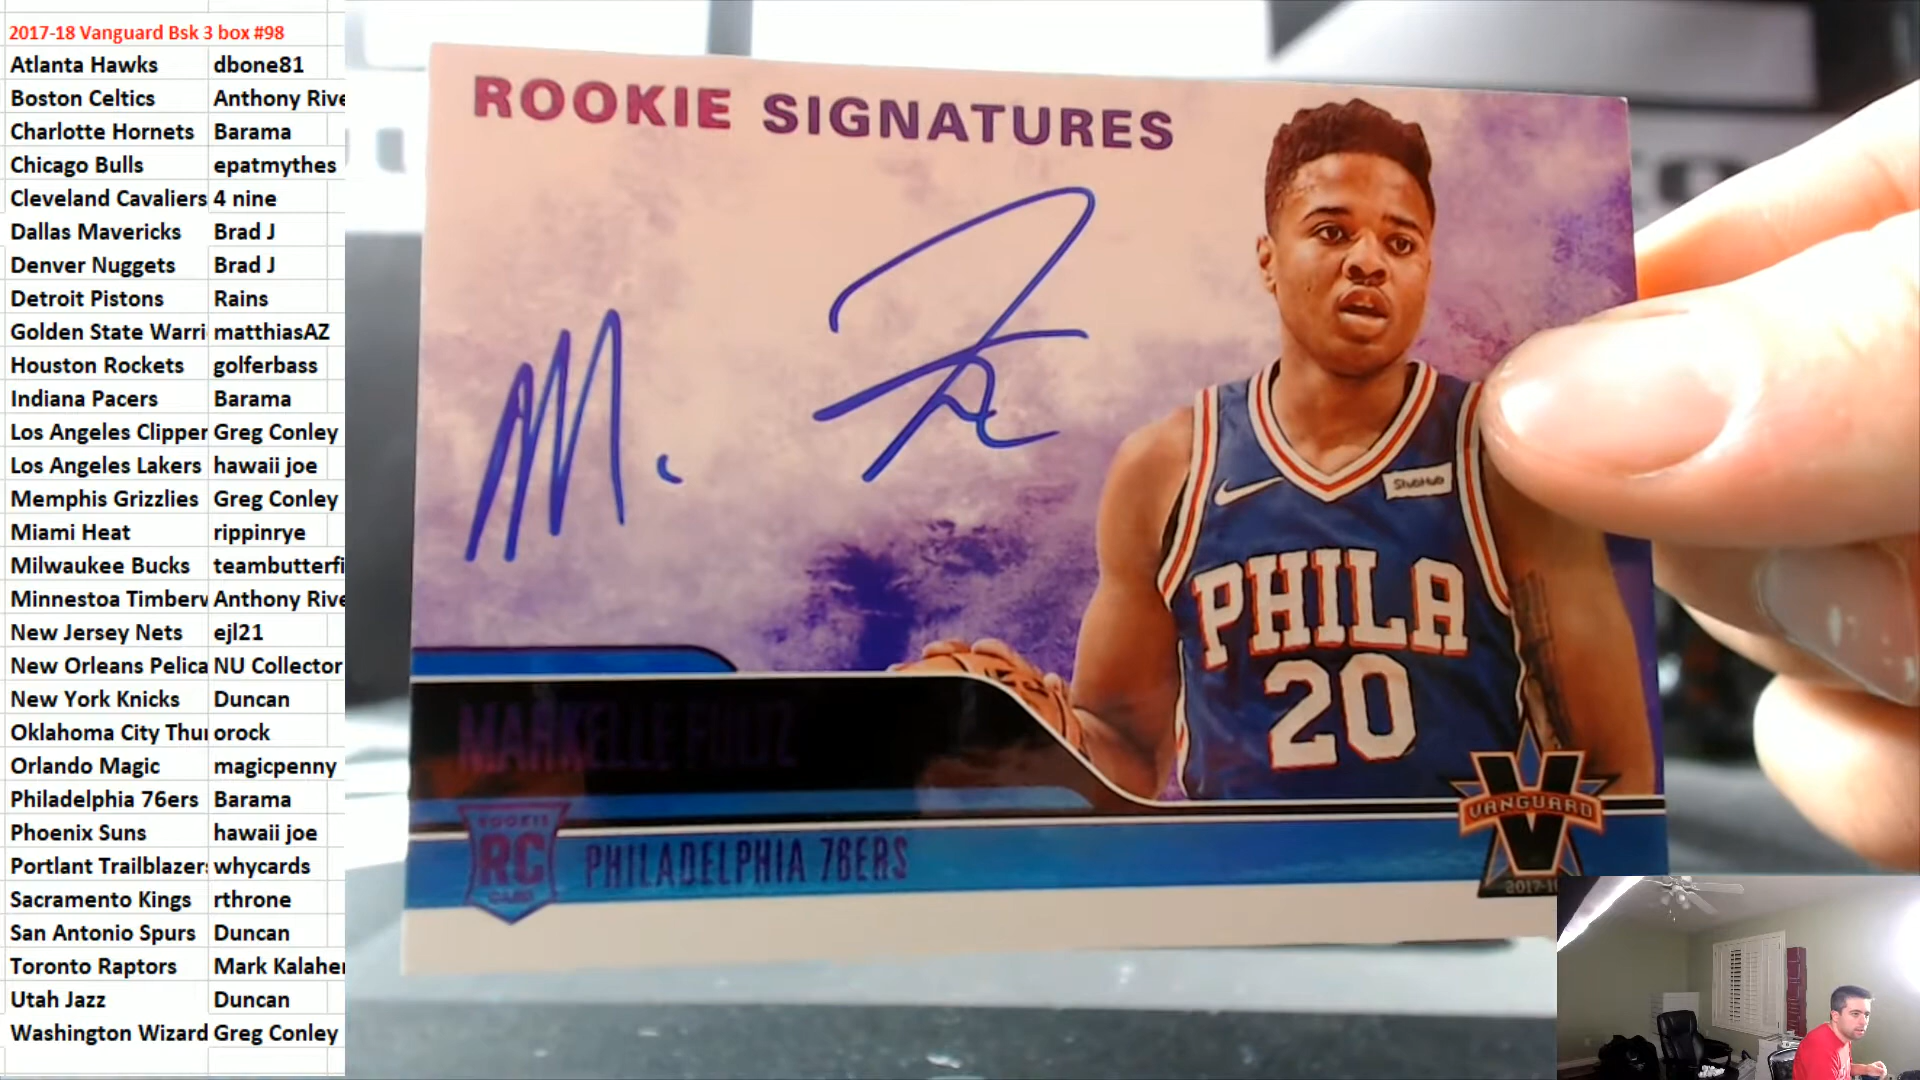 2017-18 Vanguard Bsk 3 box #98
Atlanta Hawks dbone81
Boston Celtics Anthony Rive
Charlotte Hornets Barama
Chicago Bulls epatmythes
Cleveland Cavaliers 4 nine
Dallas Mavericks Brad J
Denver Nuggets Brad J
Detroit Pistons Rains
Golden State Warri matthiasAZ
Houston Rockets golferbass
Indiana Pacers Barama
Los Angeles Clipper Greg Conley
Los Angeles Lakers hawaii joe
Memphis Grizzlies Greg Conley
Miami Heat rippinrye
Milwaukee Bucks teambutterfi
Minnestoa Timberv Anthony Rive
New Jersey Nets ejl21
New Orleans Pelica NU Collector
New York Knicks Duncan
Oklahoma City Thu orock
Orlando Magic magicpenny
Philadelphia 76ers Barama
Phoenix Suns hawaii joe
Portlant Trailblazer whycards
Sacramento Kings rthrone
San Antonio Spurs Duncan
Toronto Raptors Mark Kalahe
Utah Jazz Duncan
Washington Wizard Greg Conley
ROOKIE SIGNATURES
StubHub
PHILA
20
MARKELLE FULTZ
V
VANGUARD
2017-18
ROOKIE
RC
CARD
PHILADELPHIA 76ERS